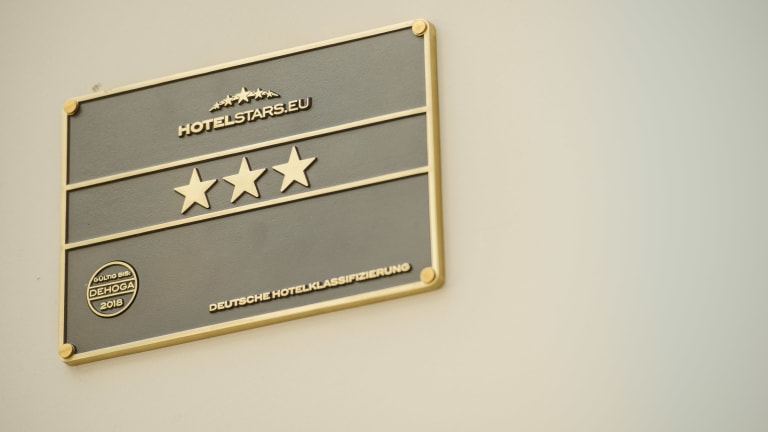 HOTELSTARS.EU
GÜLTIG BIS:
DEHOGA
2018
DEUTSCHE HOTELKLASSIFIZIERUNG